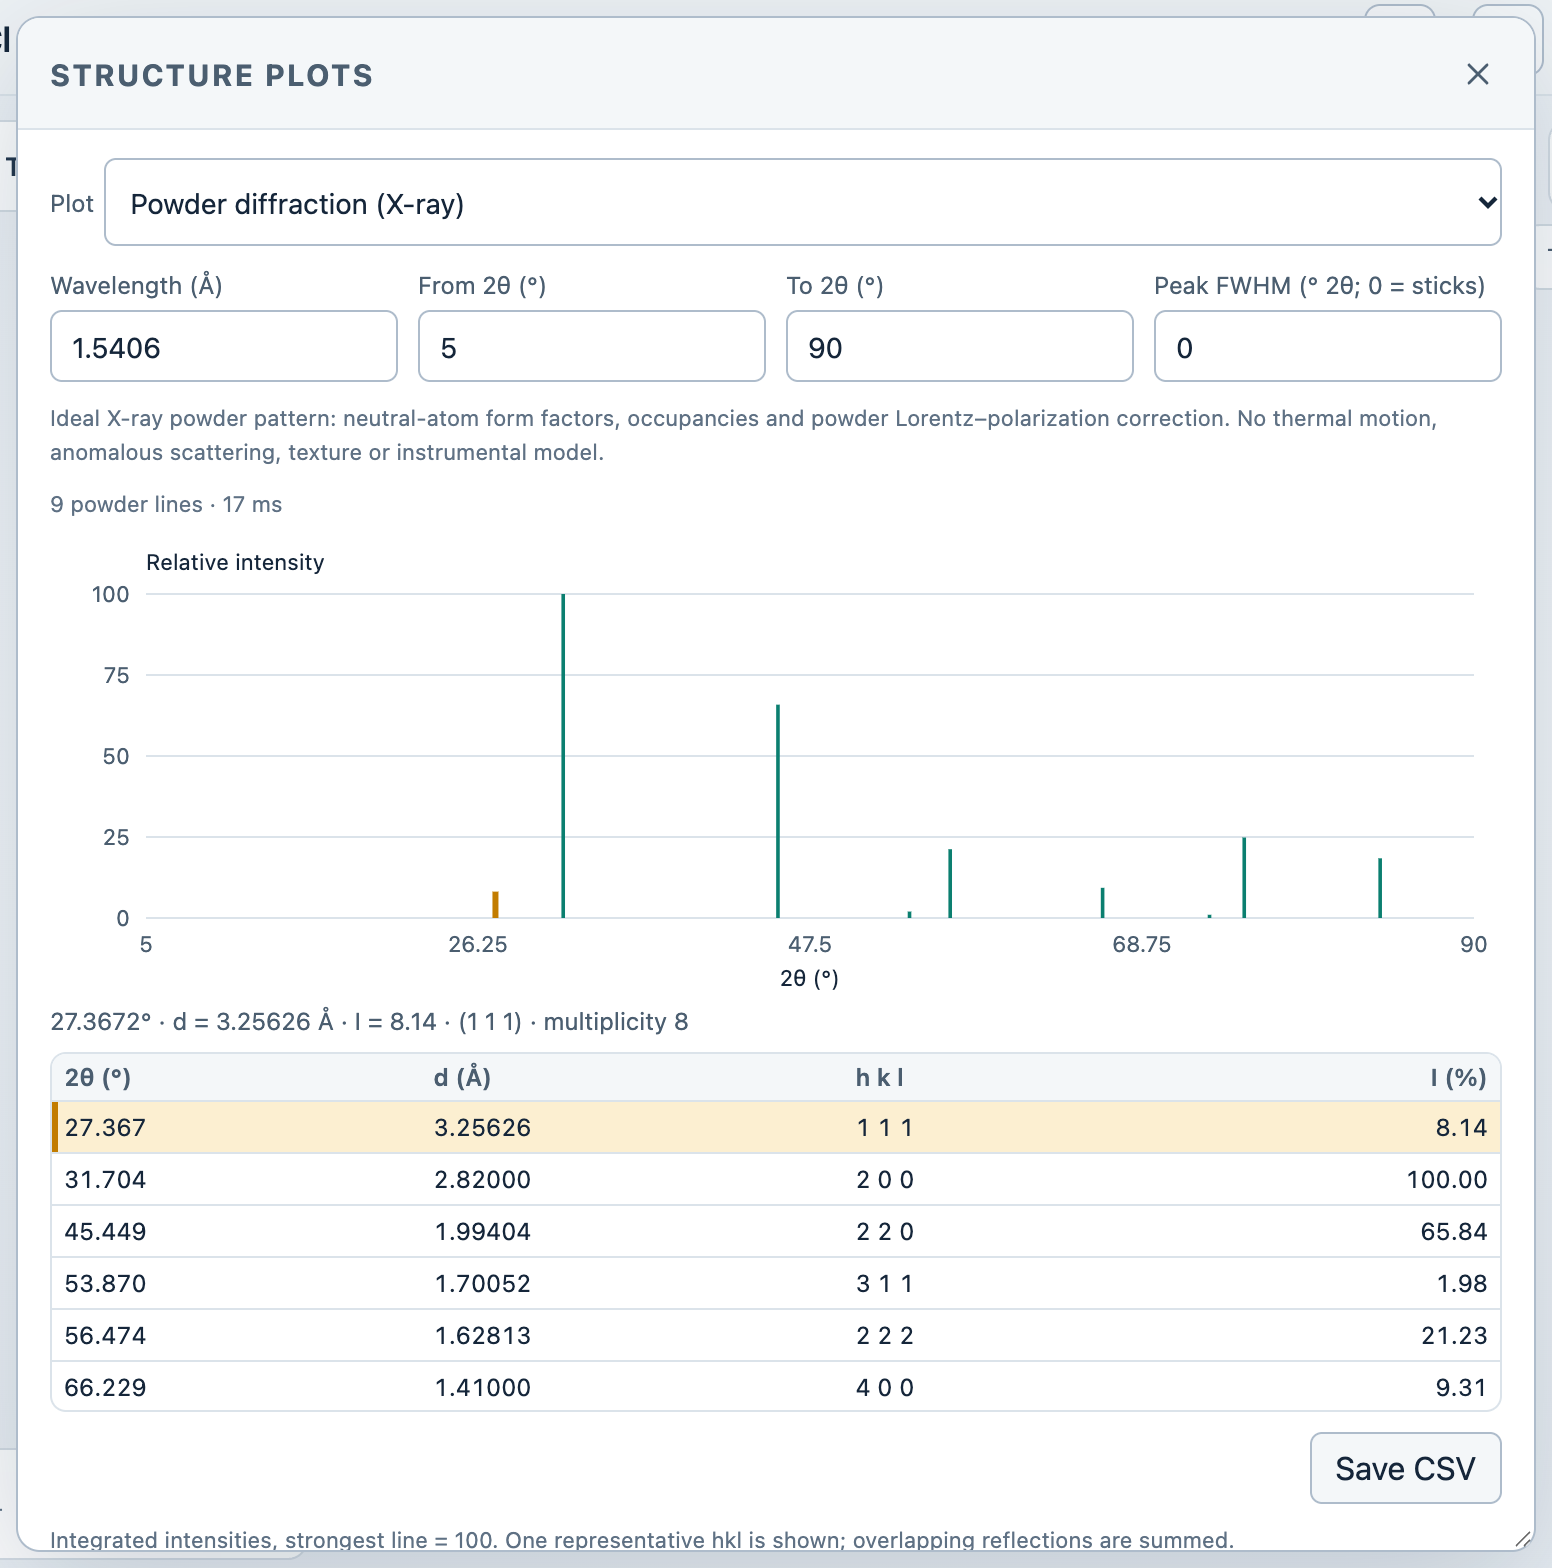 STRUCTURE PLOTS
Plot
Powder diffraction (X-ray)
Wavelength (Å) From 2θ (°) To 2θ (°) Peak FWHM (° 2θ; 0 = sticks)
1.5406 5 90 0
Ideal X-ray powder pattern: neutral-atom form factors, occupancies and powder Lorentz–polarization correction. No thermal motion,
anomalous scattering, texture or instrumental model.
9 powder lines · 17 ms
Relative intensity
100
75
50
25
0
5 26.25 47.5 68.75 90
2θ (°)
27.3672° · d = 3.25626 Å · I = 8.14 · (1 1 1) · multiplicity 8
2θ (°) d (Å) h k l I (%)
27.367 3.25626 1 1 1 8.14
31.704 2.82000 2 0 0 100.00
45.449 1.99404 2 2 0 65.84
53.870 1.70052 3 1 1 1.98
56.474 1.62813 2 2 2 21.23
66.229 1.41000 4 0 0 9.31
Save CSV
Integrated intensities, strongest line = 100. One representative hkl is shown; overlapping reflections are summed.